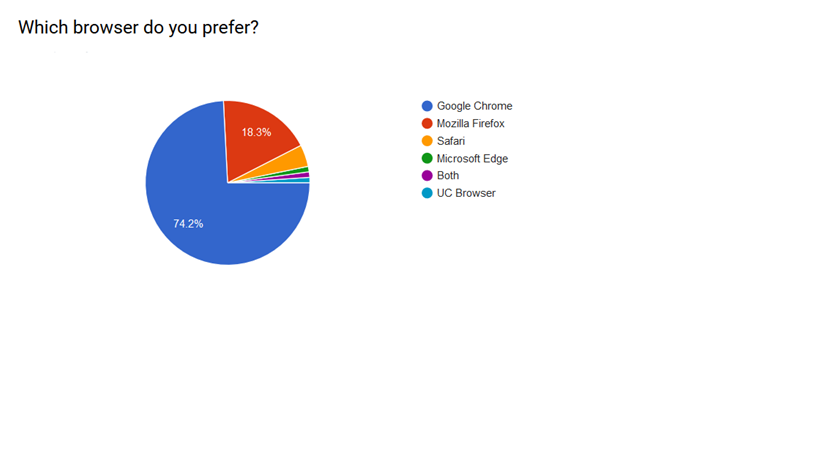 Which browser do you prefer?
Google Chrome
Mozilla Firefox
Safari
Microsoft Edge
Both
UC Browser
18.3%
74.2%